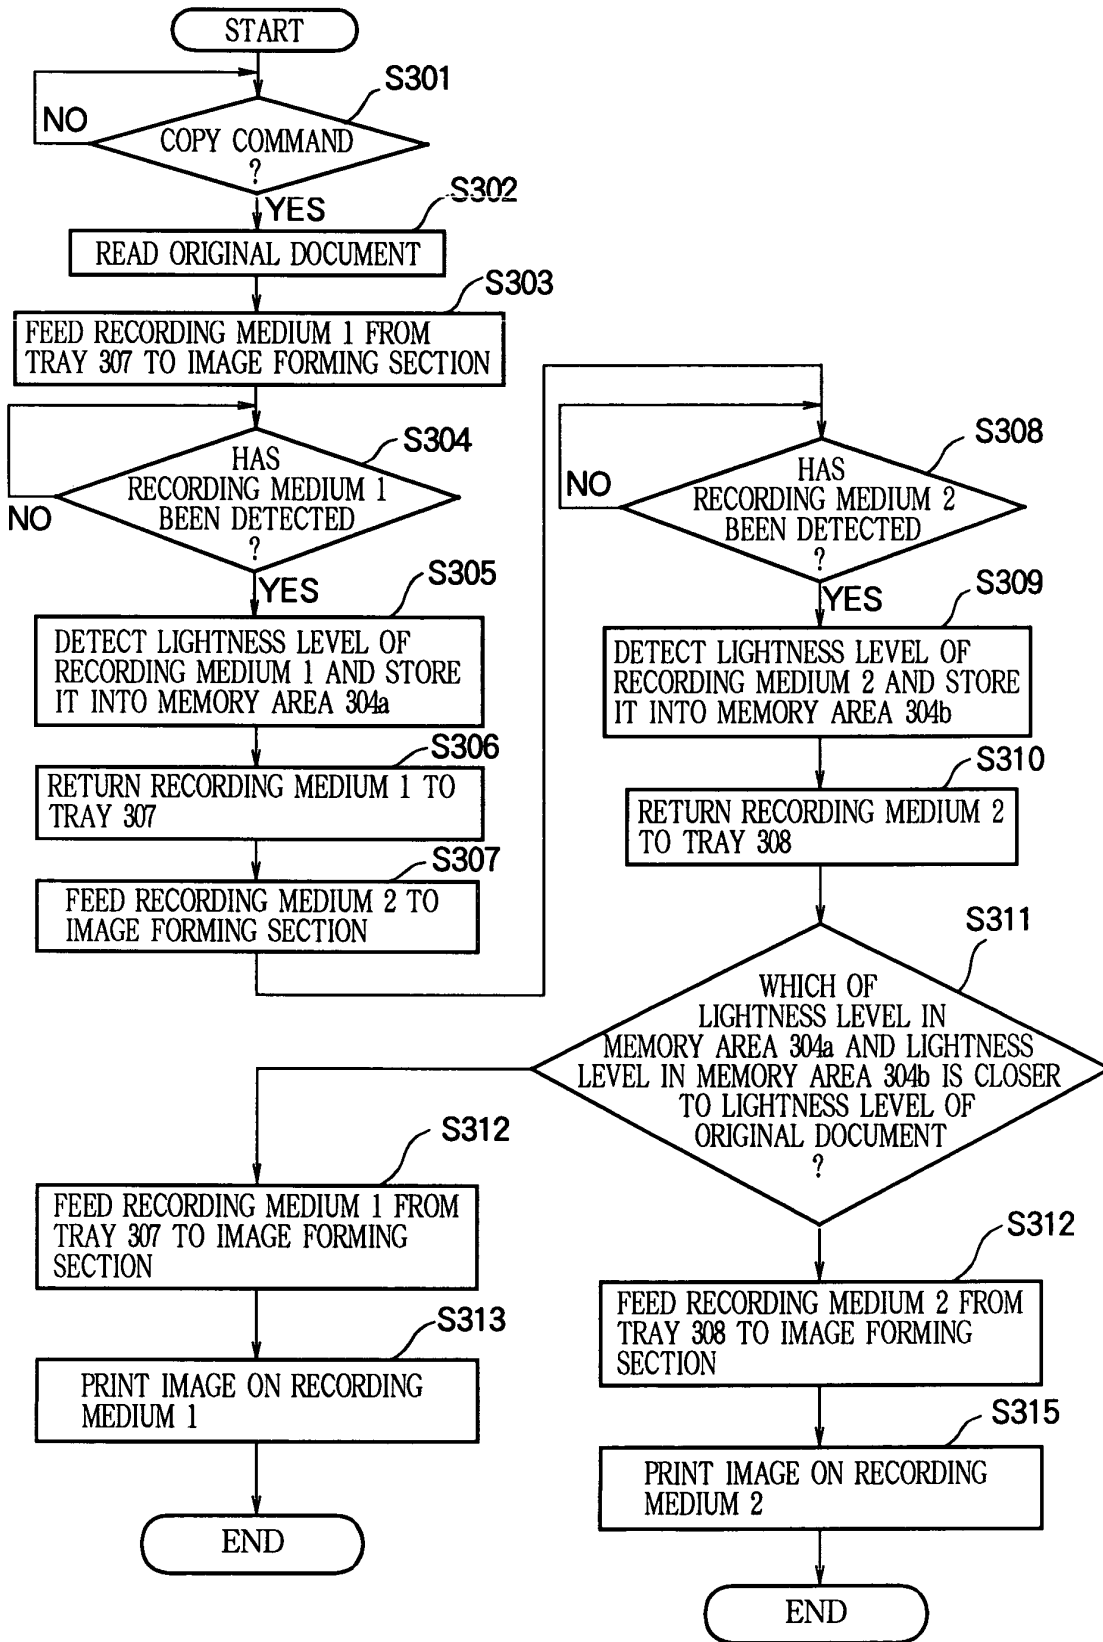 START
S301
NO
COPY COMMAND
?
YES
S302
READ ORIGINAL DOCUMENT
S303
FEED RECORDING MEDIUM 1 FROM
TRAY 307 TO IMAGE FORMING SECTION
S304
HAS
RECORDING MEDIUM 1
BEEN DETECTED
?
NO
YES
S305
DETECT LIGHTNESS LEVEL OF
RECORDING MEDIUM 1 AND STORE
IT INTO MEMORY AREA 304a
S306
RETURN RECORDING MEDIUM 1 TO
TRAY 307
S307
FEED RECORDING MEDIUM 2 TO
IMAGE FORMING SECTION
S308
HAS
RECORDING MEDIUM 2
BEEN DETECTED
?
NO
YES
S309
DETECT LIGHTNESS LEVEL OF
RECORDING MEDIUM 2 AND STORE
IT INTO MEMORY AREA 304b
S310
RETURN RECORDING MEDIUM 2
TO TRAY 308
S311
WHICH OF
LIGHTNESS LEVEL IN
MEMORY AREA 304a AND LIGHTNESS
LEVEL IN MEMORY AREA 304b IS CLOSER
TO LIGHTNESS LEVEL OF
ORIGINAL DOCUMENT
?
S312
FEED RECORDING MEDIUM 1 FROM
TRAY 307 TO IMAGE FORMING
SECTION
S313
PRINT IMAGE ON RECORDING
MEDIUM 1
END
S312
FEED RECORDING MEDIUM 2 FROM
TRAY 308 TO IMAGE FORMING
SECTION
S315
PRINT IMAGE ON RECORDING
MEDIUM 2
END